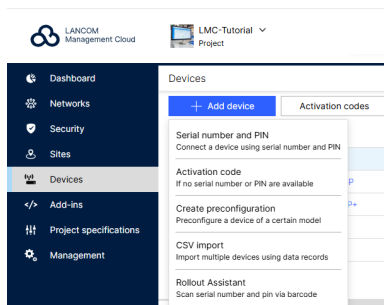 LANCOM
Management Cloud
LMC-Tutorial
Project
Dashboard
Networks
Security
Sites
Devices
Add-ins
Project specifications
Management
Devices
Add device
Activation codes
Serial number and PIN
Connect a device using serial number and PIN
Activation code
If no serial number or PIN are available
Create preconfiguration
Preconfigure a device of a certain model
CSV import
Import multiple devices using data records
Rollout Assistant
Scan serial number and pin via barcode